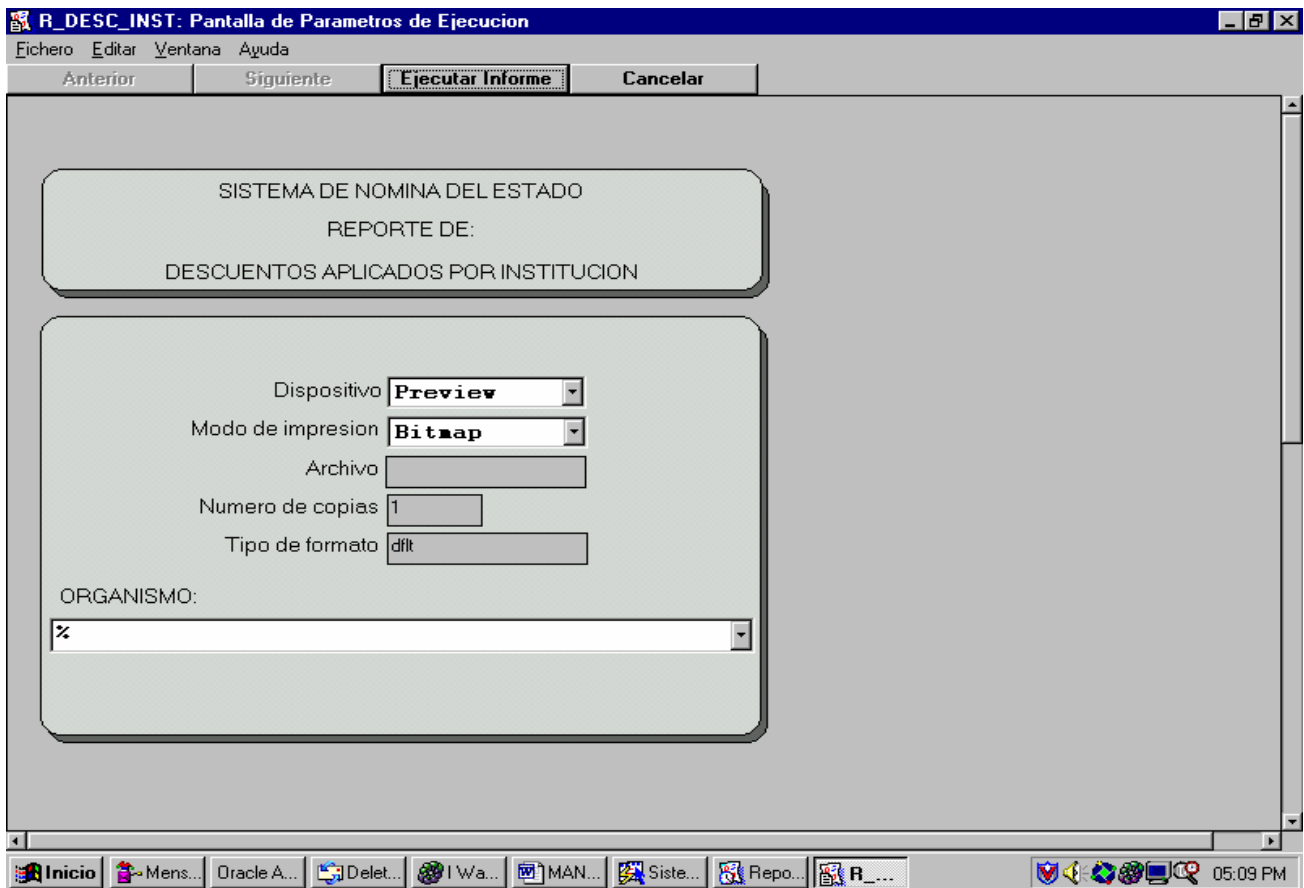 R_DESC_INST: Pantalla de Parametros de Ejecucion
Fichero Editar Ventana Ayuda
Anterior Siguiente Ejecutar Informe Cancelar
SISTEMA DE NOMINA DEL ESTADO
REPORTE DE:
DESCUENTOS APLICADOS POR INSTITUCION
Dispositivo Preview
Modo de impresion Bitmap
Archivo
Numero de copias 1
Tipo de formato dflt
ORGANISMO:
%
Inicio Mens... Oracle A... Delet... I Wa... MAN... Siste... Repo... R_... 05:09 PM